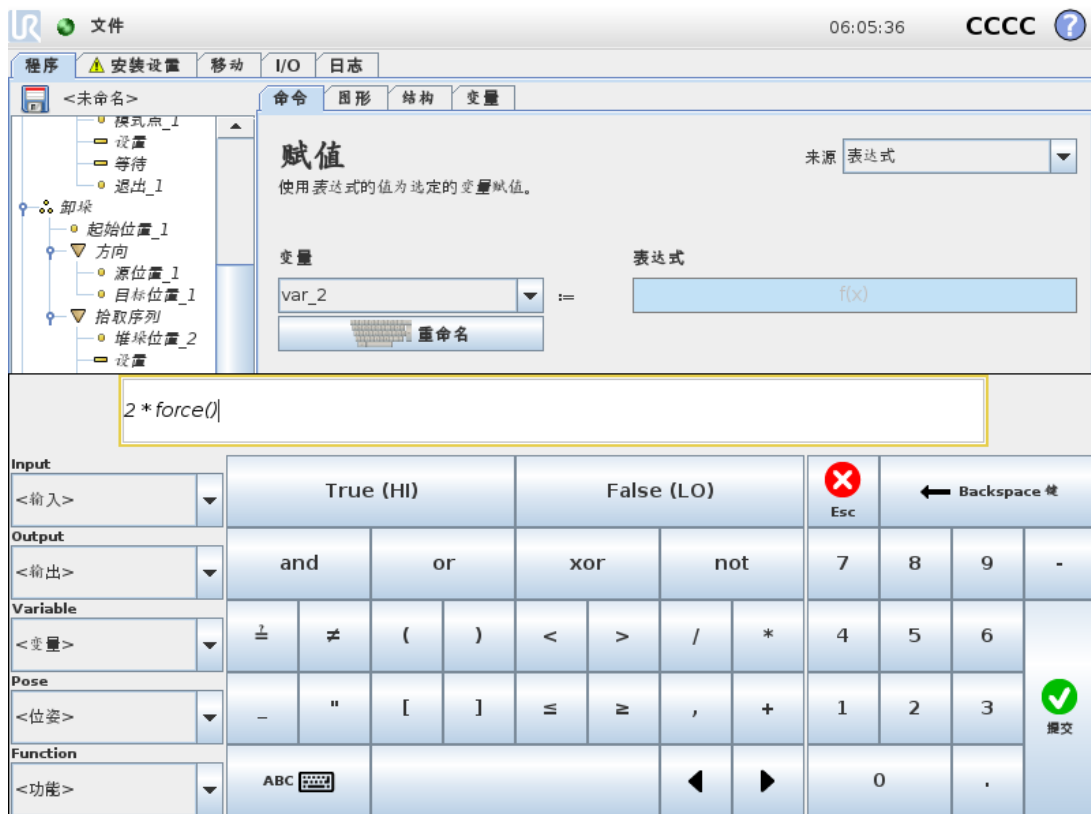 文件
06:05:36
CCCC
?
程序
安装设置
移动
I/O
日志
<未命名>
命令
图形
结构
变量
模式点_1
设置
等待
退出_1
卸垛
起始位置_1
方向
源位置_1
目标位置_1
拾取序列
堆垛位置_2
设置
赋值
来源
表达式
使用表达式的值为选定的变量赋值。
变量
表达式
var_2
:=
f(x)
重命名
2 * force()
Input
<输入>
Output
<输出>
Variable
<变量>
Pose
<位姿>
Function
<功能>
True (HI)
False (LO)
Esc
Backspace 键
and
or
xor
not
7
8
9
-
≟
≠
(
)
<
>
/
*
4
5
6
_
"
[
]
≤
≥
,
+
1
2
3
提交
ABC
0
.